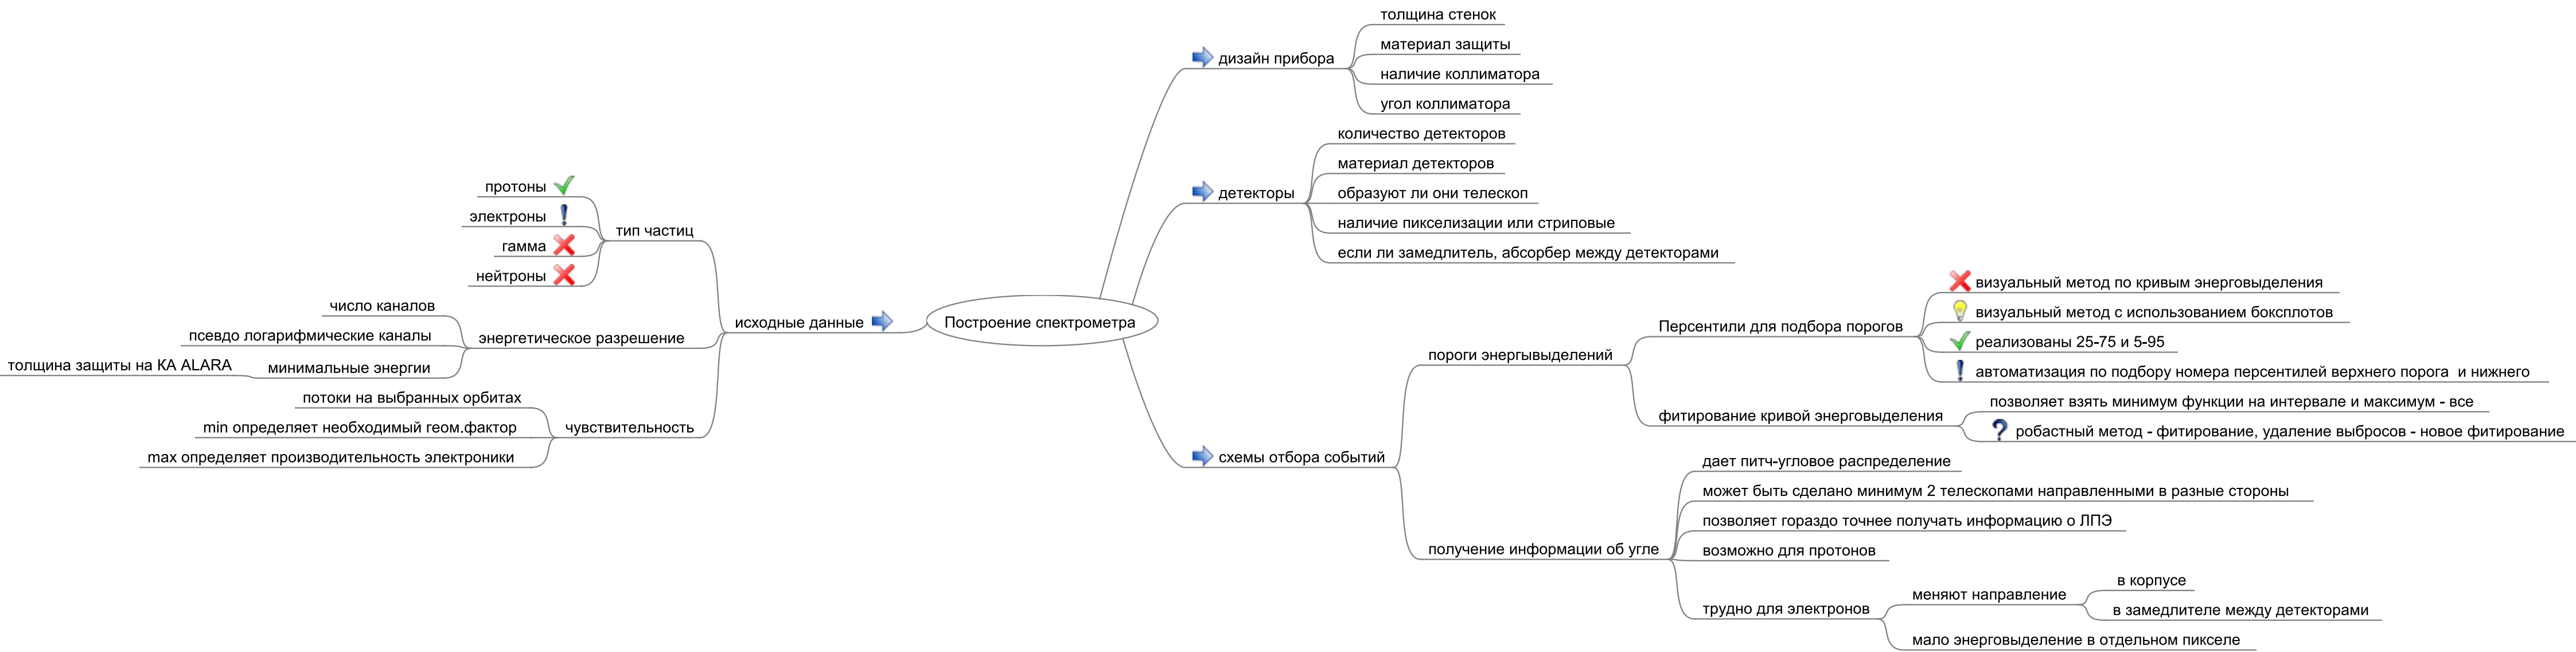 Построение спектрометра
дизайн прибора
толщина стенок
материал защиты
наличие коллиматора
угол коллиматора
детекторы
количество детекторов
материал детекторов
образуют ли они телескоп
наличие пикселизации или стриповые
если ли замедлитель, абсорбер между детекторами
схемы отбора событий
пороги энергывыделений
Персентили для подбора порогов
визуальный метод по кривым энерговыделения
визуальный метод с использованием боксплотов
реализованы 25-75 и 5-95
автоматизация по подбору номера персентилей верхнего порога и нижнего
фитирование кривой энерговыделения
позволяет взять минимум функции на интервале и максимум - все
робастный метод - фитирование, удаление выбросов - новое фитирование
получение информации об угле
дает питч-угловое распределение
может быть сделано минимум 2 телескопами направленными в разные стороны
позволяет гораздо точнее получать информацию о ЛПЭ
возможно для протонов
трудно для электронов
меняют направление
в корпусе
в замедлителе между детекторами
мало энерговыделение в отдельном пикселе
исходные данные
тип частиц
протоны
электроны
гамма
нейтроны
энергетическое разрешение
число каналов
псевдо логарифмические каналы
минимальные энергии
толщина защиты на КА ALARA
чувствительность
потоки на выбранных орбитах
min определяет необходимый геом.фактор
max определяет производительность электроники